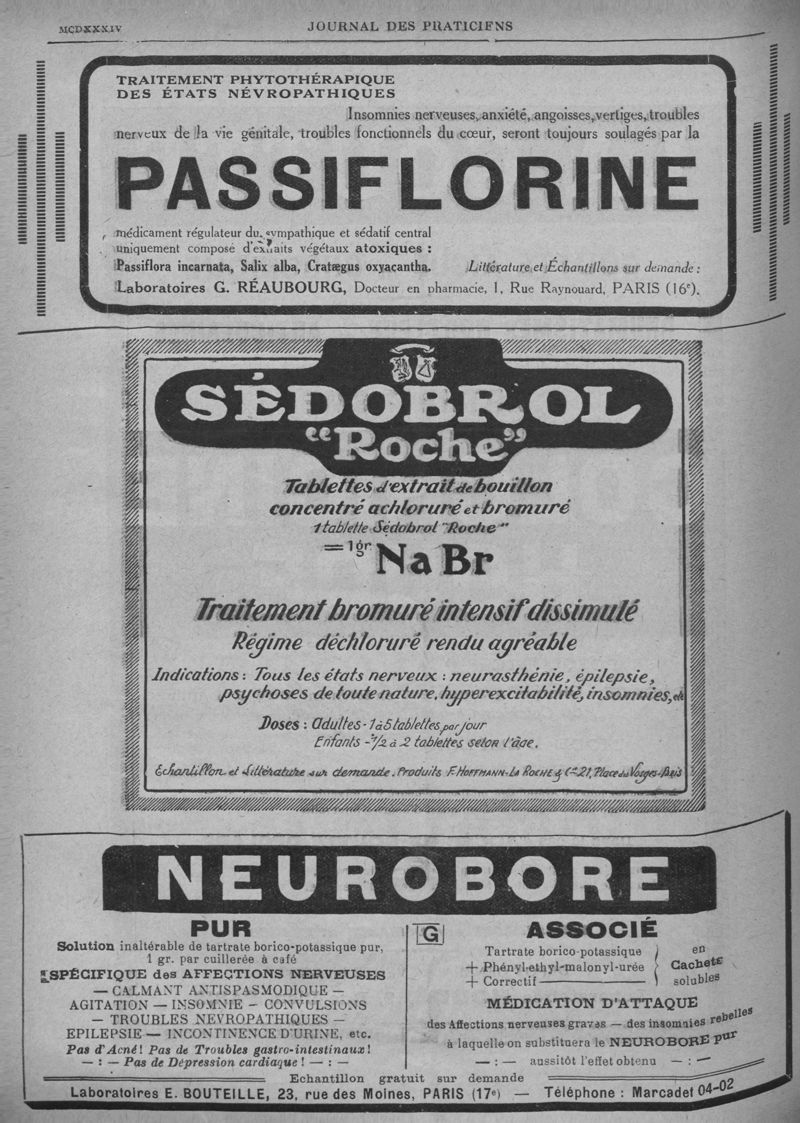 MCDXXXIV
JOURNAL DES PRATICIENS
TRAITEMENT PHYTOTHÉRAPIQUE
DES ÉTATS NÉVROPATHIQUES
Insomnies nerveuses, anxiété, angoisses, vertiges, troubles
nerveux de la vie génitale, troubles fonctionnels du cœur, seront toujours soulagés par la
PASSIFLORINE
médicament régulateur du sympathique et sédatif central
uniquement composé d'extraits végétaux atoxiques :
Passiflora incarnata, Salix alba, Cratægus oxyacantha.
Littérature et Échantillons sur demande :
Laboratoires G. RÉAUBOURG, Docteur en pharmacie, 1, Rue Raynouard, PARIS (16e).
SÉDOBROL
"Roche"
Tablettes d'extrait de bouillon
concentré achloruré et bromuré
1 tablette Sédobrol "Roche"
= 1gr NaBr
Traitement bromuré intensif dissimulé
Régime déchloruré rendu agréable
Indications : Tous les états nerveux : neurasthénie, épilepsie,
psychoses de toute nature, hyperexcitabilité, insomnies, etc
Doses : Adultes - 1 à 5 tablettes par jour
Enfants - 1/2 à 2 tablettes selon l'âge.
Echantillon et Littérature sur demande. Produits F. HOFFMANN-LA ROCHE & Cie 21, Place des Vosges-Paris
NEUROBORE
PUR
Solution inaltérable de tartrate borico-potassique pur,
1 gr. par cuillerée à café
SPÉCIFIQUE des AFFECTIONS NERVEUSES
— CALMANT ANTISPASMODIQUE —
AGITATION — INSOMNIE — CONVULSIONS
— TROUBLES NEVROPATHIQUES —
EPILEPSIE — INCONTINENCE D'URINE, etc.
Pas d'Acné ! Pas de Troubles gastro-intestinaux !
— : — Pas de Dépression cardiaque ! — : —
G
ASSOCIÉ
Tartrate borico-potassique
+ Phényl-ethyl-malonyl-urée
+ Correctif
en
Cachets
solubles
MÉDICATION D'ATTAQUE
des Affections nerveuses graves — des insomnies rebelles
à laquelle on substituera le NEUROBORE pur
— : — aussitôt l'effet obtenu — : —
Echantillon gratuit sur demande
Laboratoires E. BOUTEILLE, 23, rue des Moines, PARIS (17e) — Téléphone : Marcadet 04-02